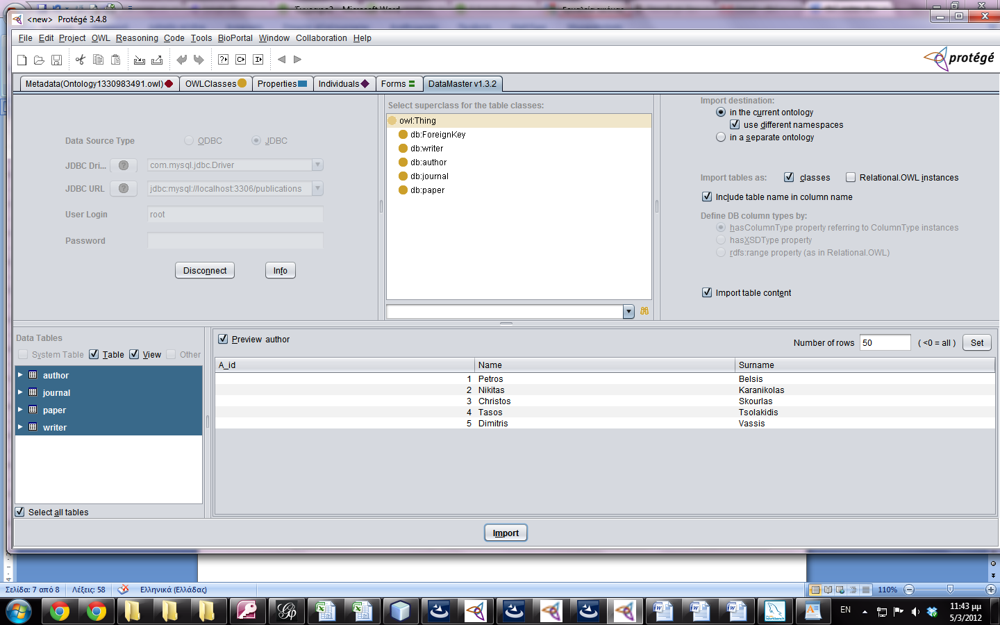 <new> Protégé 3.4.8
File Edit Project OWL Reasoning Code Tools BioPortal Window Collaboration Help
protégé
Metadata(Ontology1330983491.owl) OWLClasses Properties Individuals Forms DataMaster v1.3.2
Data Source Type ODBC JDBC
JDBC Dri... ? com.mysql.jdbc.Driver
JDBC URL ? jdbc:mysql://localhost:3306/publications
User Login root
Password
Disconnect Info
Select superclass for the table classes:
owl:Thing
db:ForeignKey
db:writer
db:author
db:journal
db:paper
Import destination:
in the current ontology
use different namespaces
in a separate ontology
Import tables as: classes Relational.OWL instances
Include table name in column name
Define DB column types by:
hasColumnType property referring to ColumnType instances
hasXSDType property
rdfs:range property (as in Relational.OWL)
Import table content
Data Tables
System Table Table View Other
author
journal
paper
writer
Select all tables
Preview author
Number of rows 50 ( <0 = all ) Set
A_id Name Surname
1 Petros Belsis
2 Nikitas Karanikolas
3 Christos Skourlas
4 Tasos Tsolakidis
5 Dimitris Vassis
Import
Σελίδα: 7 από 8 Λέξεις: 58 Ελληνικά (Ελλάδας) 110%
EN 11:43 μμ
5/3/2012